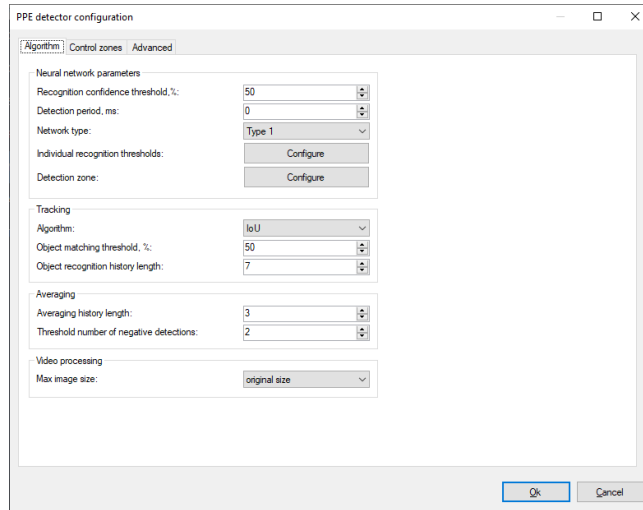 PPE detector configuration
Algorithm Control zones Advanced
Neural network parameters
Recognition confidence threshold,%: 50
Detection period, ms: 0
Network type: Type 1
Individual recognition thresholds: Configure
Detection zone: Configure
Tracking
Algorithm: IoU
Object matching threshold, %: 50
Object recognition history length: 7
Averaging
Averaging history length: 3
Threshold number of negative detections: 2
Video processing
Max image size: original size
Ok Cancel